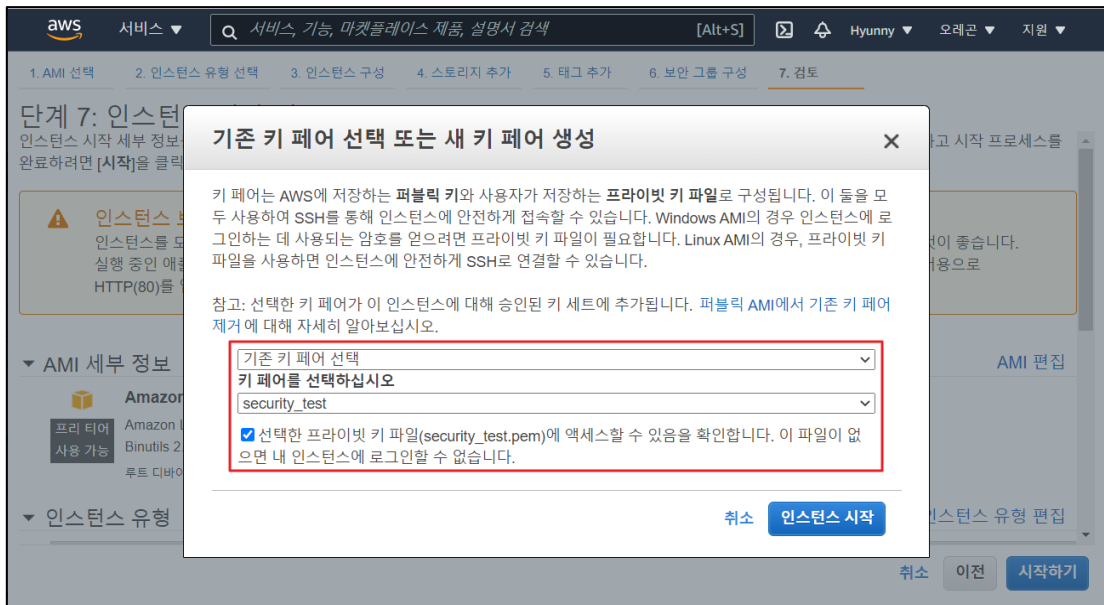 aws 서비스 ▼ 서비스, 기능, 마켓플레이스 제품, 설명서 검색 [Alt+S] Hyunny ▼ 오레곤 ▼ 지원 ▼
1. AMI 선택 2. 인스턴스 유형 선택 3. 인스턴스 구성 4. 스토리지 추가 5. 태그 추가 6. 보안 그룹 구성 7. 검토
단계 7: 인스턴
인스턴스 시작 세부 정보 하고 시작 프로세스를
완료하려면 [시작]을 클릭
인스턴스
인스턴스를 것이 좋습니다.
실행 중인
HTTP(80)를
기존 키 페어 선택 또는 새 키 페어 생성
키 페어는 AWS에 저장하는 퍼블릭 키와 사용자가 저장하는 프라이빗 키 파일로 구성됩니다. 이 둘을 모
두 사용하여 SSH를 통해 인스턴스에 안전하게 접속할 수 있습니다. Windows AMI의 경우 인스턴스에 로
그인하는 데 사용되는 암호를 얻으려면 프라이빗 키 파일이 필요합니다. Linux AMI의 경우, 프라이빗 키
파일을 사용하면 인스턴스에 안전하게 SSH로 연결할 수 있습니다.
참고: 선택한 키 페어가 이 인스턴스에 대해 승인된 키 세트에 추가됩니다. 퍼블릭 AMI에서 기존 키 페어
제거 에 대해 자세히 알아보십시오.
기존 키 페어 선택
키 페어를 선택하십시오
security_test
선택한 프라이빗 키 파일(security_test.pem)에 액세스할 수 있음을 확인합니다. 이 파일이 없
으면 내 인스턴스에 로그인할 수 없습니다.
취소 인스턴스 시작
AMI 세부 정보 AMI 편집
Amazon
프리 티어 Amazon L
사용 가능 Binutils 2.
루트 디바이
인스턴스 유형 인스턴스 유형 편집
취소 이전 시작하기